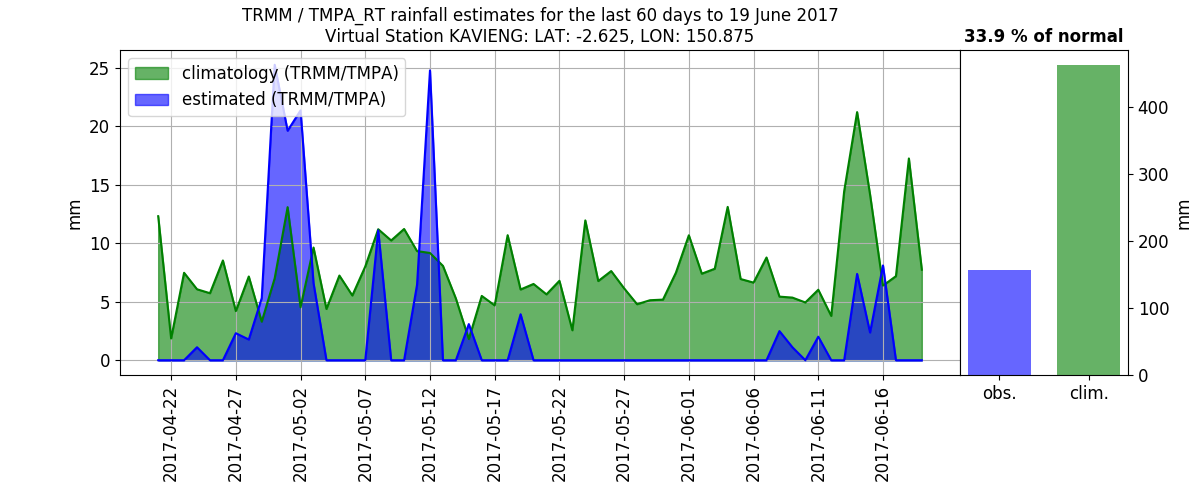 TRMM / TMPA_RT rainfall estimates for the last 60 days to 19 June 2017
Virtual Station KAVIENG: LAT: -2.625, LON: 150.875
33.9 % of normal
climatology (TRMM/TMPA)
estimated (TRMM/TMPA)
mm
25
20
15
10
5
0
2017-04-22
2017-04-27
2017-05-02
2017-05-07
2017-05-12
2017-05-17
2017-05-22
2017-05-27
2017-06-01
2017-06-06
2017-06-11
2017-06-16
400
300
200
100
0
mm
obs.
clim.